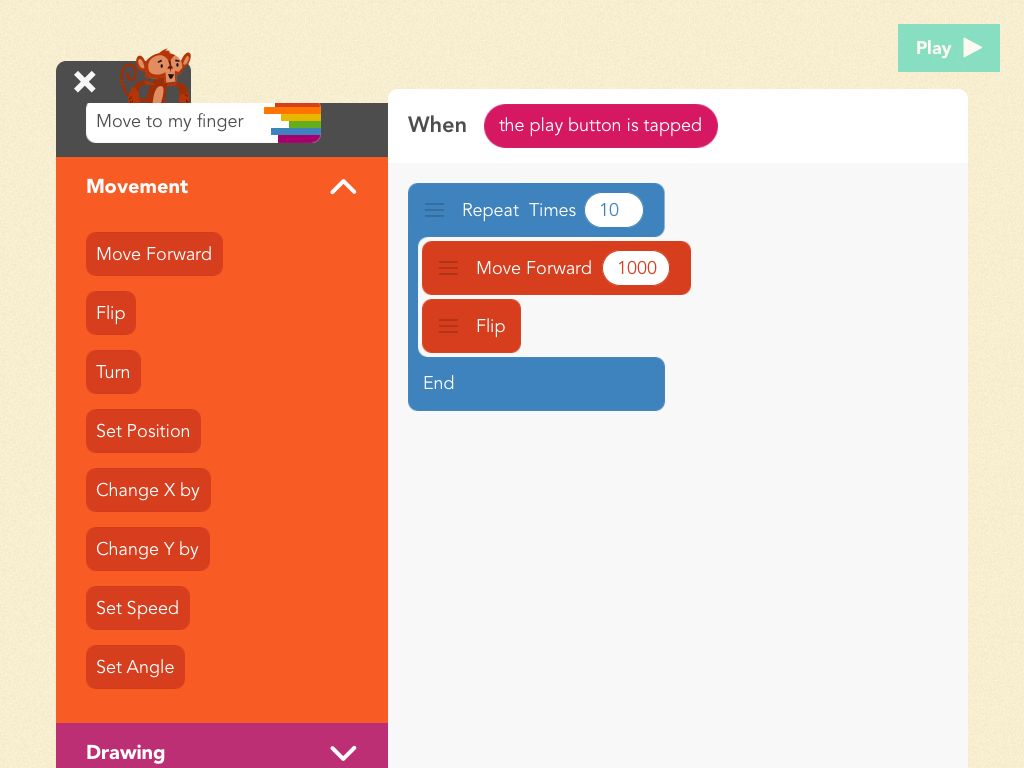 Play
Move to my finger
When the play button is tapped
Movement
Move Forward
Flip
Turn
Set Position
Change X by
Change Y by
Set Speed
Set Angle
Drawing
Repeat Times 10
Move Forward 1000
Flip
End